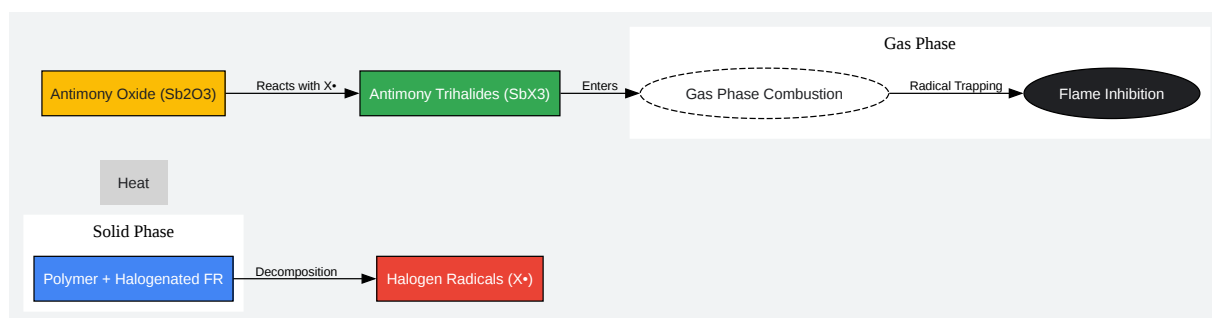 Gas Phase
Antimony Oxide (Sb2O3)
Reacts with X•
Antimony Trihalides (SbX3)
Enters
Gas Phase Combustion
Radical Trapping
Flame Inhibition
Heat
Solid Phase
Polymer + Halogenated FR
Decomposition
Halogen Radicals (X•)